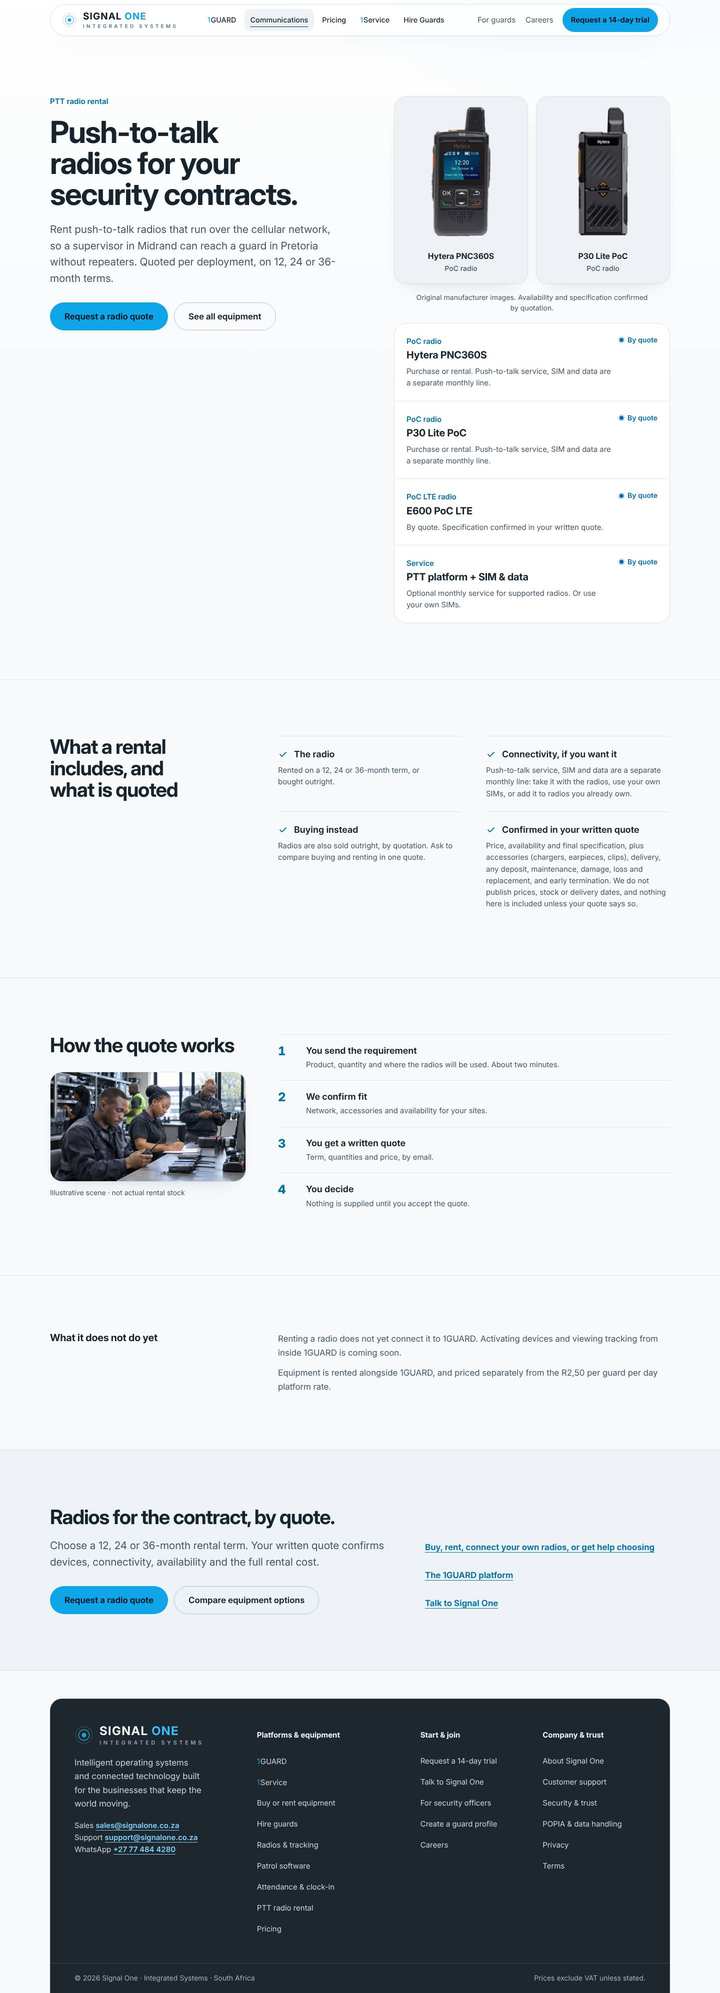 SIGNAL ONE
INTEGRATED SYSTEMS
1GUARD
Communications
Pricing
1Service
Hire Guards
For guards
Careers
Request a 14-day trial
PTT radio rental
Push-to-talk
radios for your
security contracts.
Rent push-to-talk radios that run over the cellular network,
so a supervisor in Midrand can reach a guard in Pretoria
without repeaters. Quoted per deployment, on 12, 24 or 36-
month terms.
Request a radio quote
See all equipment
Hytera
12:20
OK
Hytera PNC360S
PoC radio
Hytera
P30 Lite PoC
PoC radio
Original manufacturer images. Availability and specification confirmed
by quotation.
PoC radio
By quote
Hytera PNC360S
Purchase or rental. Push-to-talk service, SIM and data are
a separate monthly line.
PoC radio
By quote
P30 Lite PoC
Purchase or rental. Push-to-talk service, SIM and data are
a separate monthly line.
PoC LTE radio
By quote
E600 PoC LTE
By quote. Specification confirmed in your written quote.
Service
By quote
PTT platform + SIM & data
Optional monthly service for supported radios. Or use
your own SIMs.
What a rental
includes, and
what is quoted
The radio
Rented on a 12, 24 or 36-month term, or
bought outright.
Connectivity, if you want it
Push-to-talk service, SIM and data are a separate
monthly line: take it with the radios, use your own
SIMs, or add it to radios you already own.
Buying instead
Radios are also sold outright, by quotation. Ask to
compare buying and renting in one quote.
Confirmed in your written quote
Price, availability and final specification, plus
accessories (chargers, earpieces, clips), delivery,
any deposit, maintenance, damage, loss and
replacement, and early termination. We do not
publish prices, stock or delivery dates, and nothing
here is included unless your quote says so.
How the quote works
Illustrative scene · not actual rental stock
1
You send the requirement
Product, quantity and where the radios will be used. About two minutes.
2
We confirm fit
Network, accessories and availability for your sites.
3
You get a written quote
Term, quantities and price, by email.
4
You decide
Nothing is supplied until you accept the quote.
What it does not do yet
Renting a radio does not yet connect it to 1GUARD. Activating devices and viewing tracking from
inside 1GUARD is coming soon.
Equipment is rented alongside 1GUARD, and priced separately from the R2,50 per guard per day
platform rate.
Radios for the contract, by quote.
Choose a 12, 24 or 36-month rental term. Your written quote confirms
devices, connectivity, availability and the full rental cost.
Request a radio quote
Compare equipment options
Buy, rent, connect your own radios, or get help choosing
The 1GUARD platform
Talk to Signal One
SIGNAL ONE
INTEGRATED SYSTEMS
Intelligent operating systems
and connected technology built
for the businesses that keep the
world moving.
Sales sales@signalone.co.za
Support support@signalone.co.za
WhatsApp +27 77 484 4280
Platforms & equipment
1GUARD
1Service
Buy or rent equipment
Hire guards
Radios & tracking
Patrol software
Attendance & clock-in
PTT radio rental
Pricing
Start & join
Request a 14-day trial
Talk to Signal One
For security officers
Create a guard profile
Careers
Company & trust
About Signal One
Customer support
Security & trust
POPIA & data handling
Privacy
Terms
© 2026 Signal One · Integrated Systems · South Africa
Prices exclude VAT unless stated.